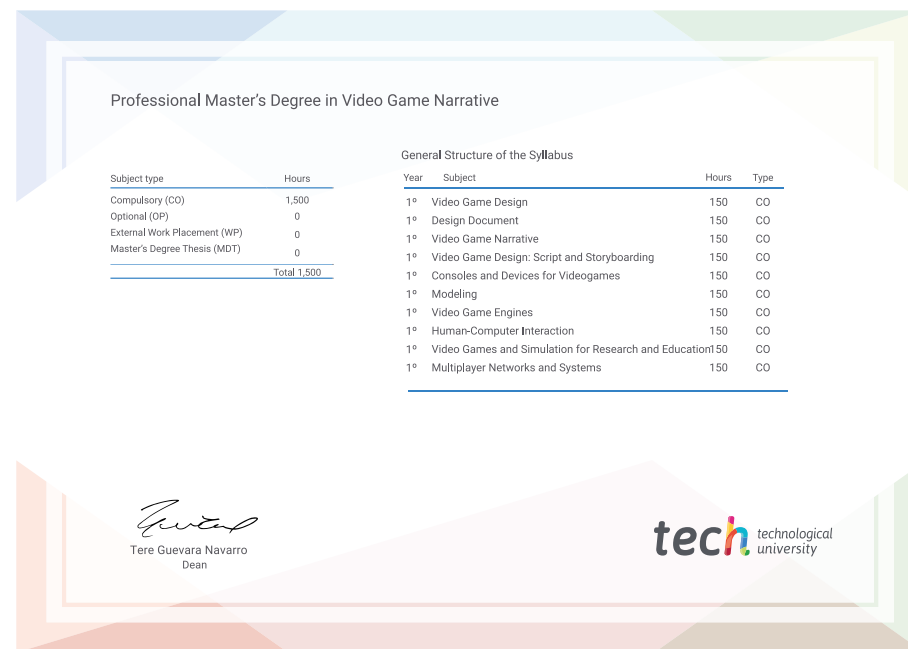 Professional Master's Degree in Video Game Narrative
Subject type Hours
Compulsory (CO) 1,500
Optional (OP) 0
External Work Placement (WP) 0
Master's Degree Thesis (MDT) 0
Total 1,500
General Structure of the Syllabus
Year Subject Hours Type
1º Video Game Design 150 CO
1º Design Document 150 CO
1º Video Game Narrative 150 CO
1º Video Game Design: Script and Storyboarding 150 CO
1º Consoles and Devices for Videogames 150 CO
1º Modeling 150 CO
1º Video Game Engines 150 CO
1º Human-Computer Interaction 150 CO
1º Video Games and Simulation for Research and Education 150 CO
1º Multiplayer Networks and Systems 150 CO
Tere Guevara Navarro
Dean
tech technological
university